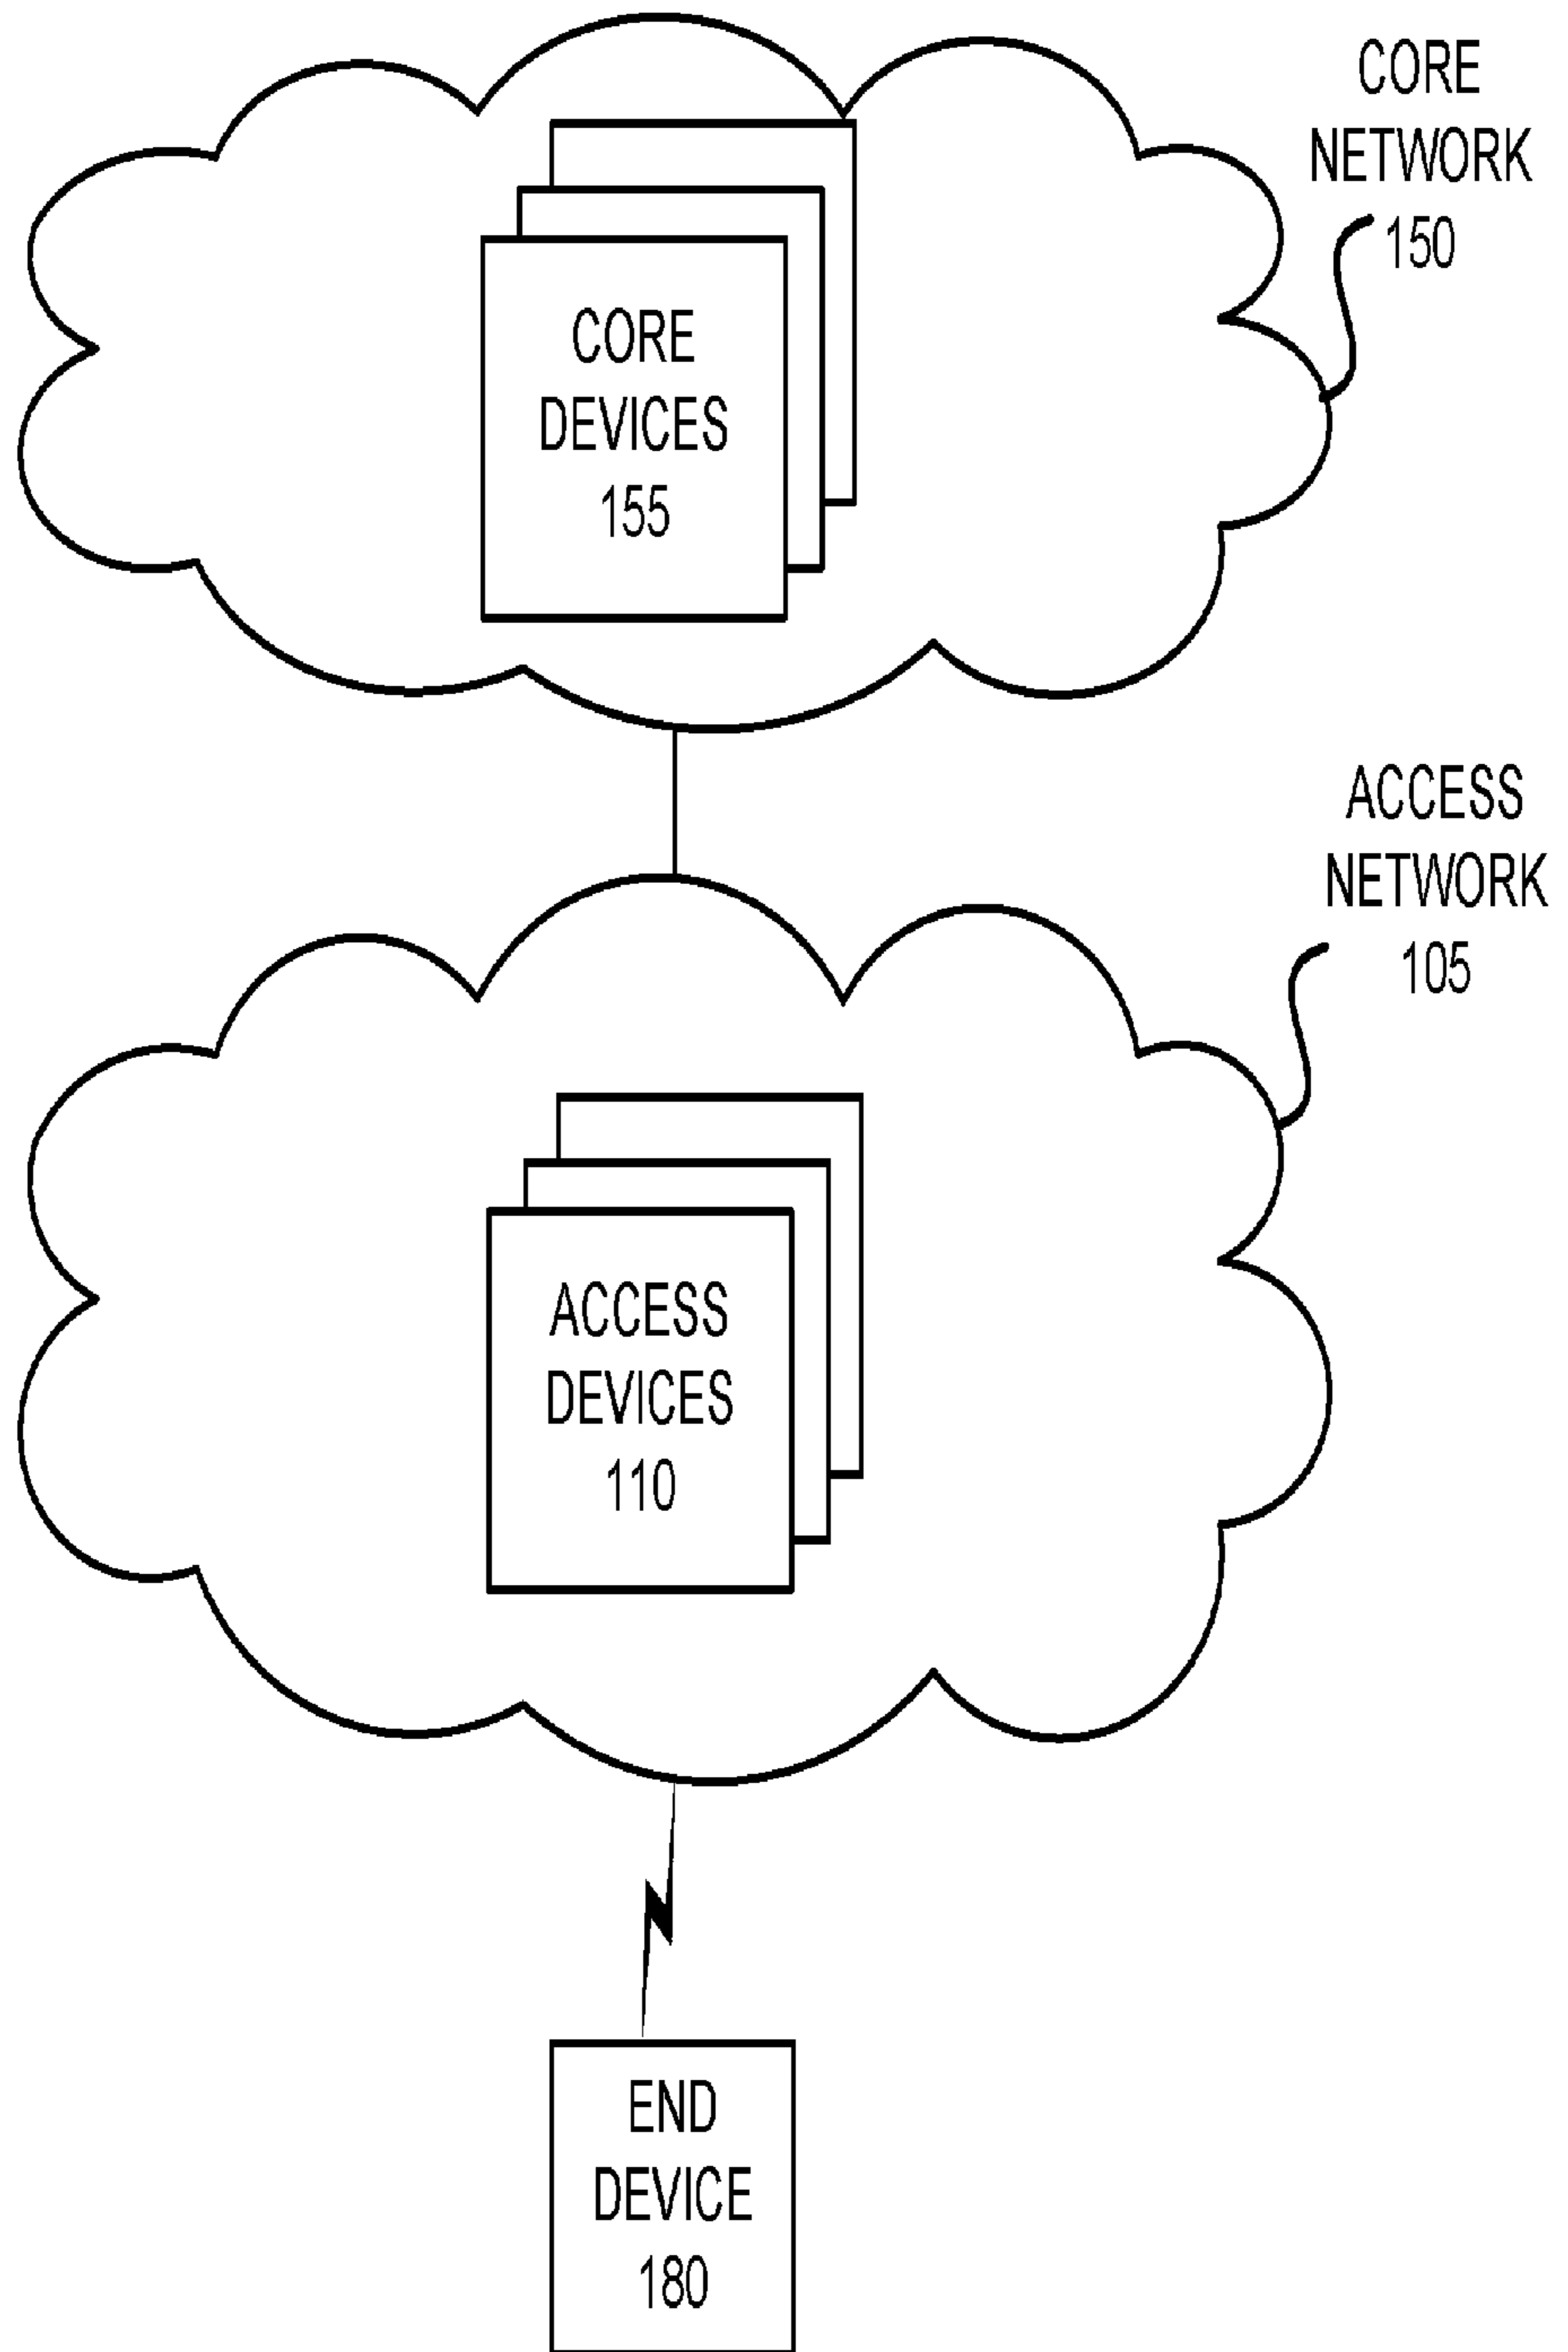 CORE
NETWORK
150
CORE
DEVICES
155
ACCESS
NETWORK
105
ACCESS
DEVICES
110
END
DEVICE
180